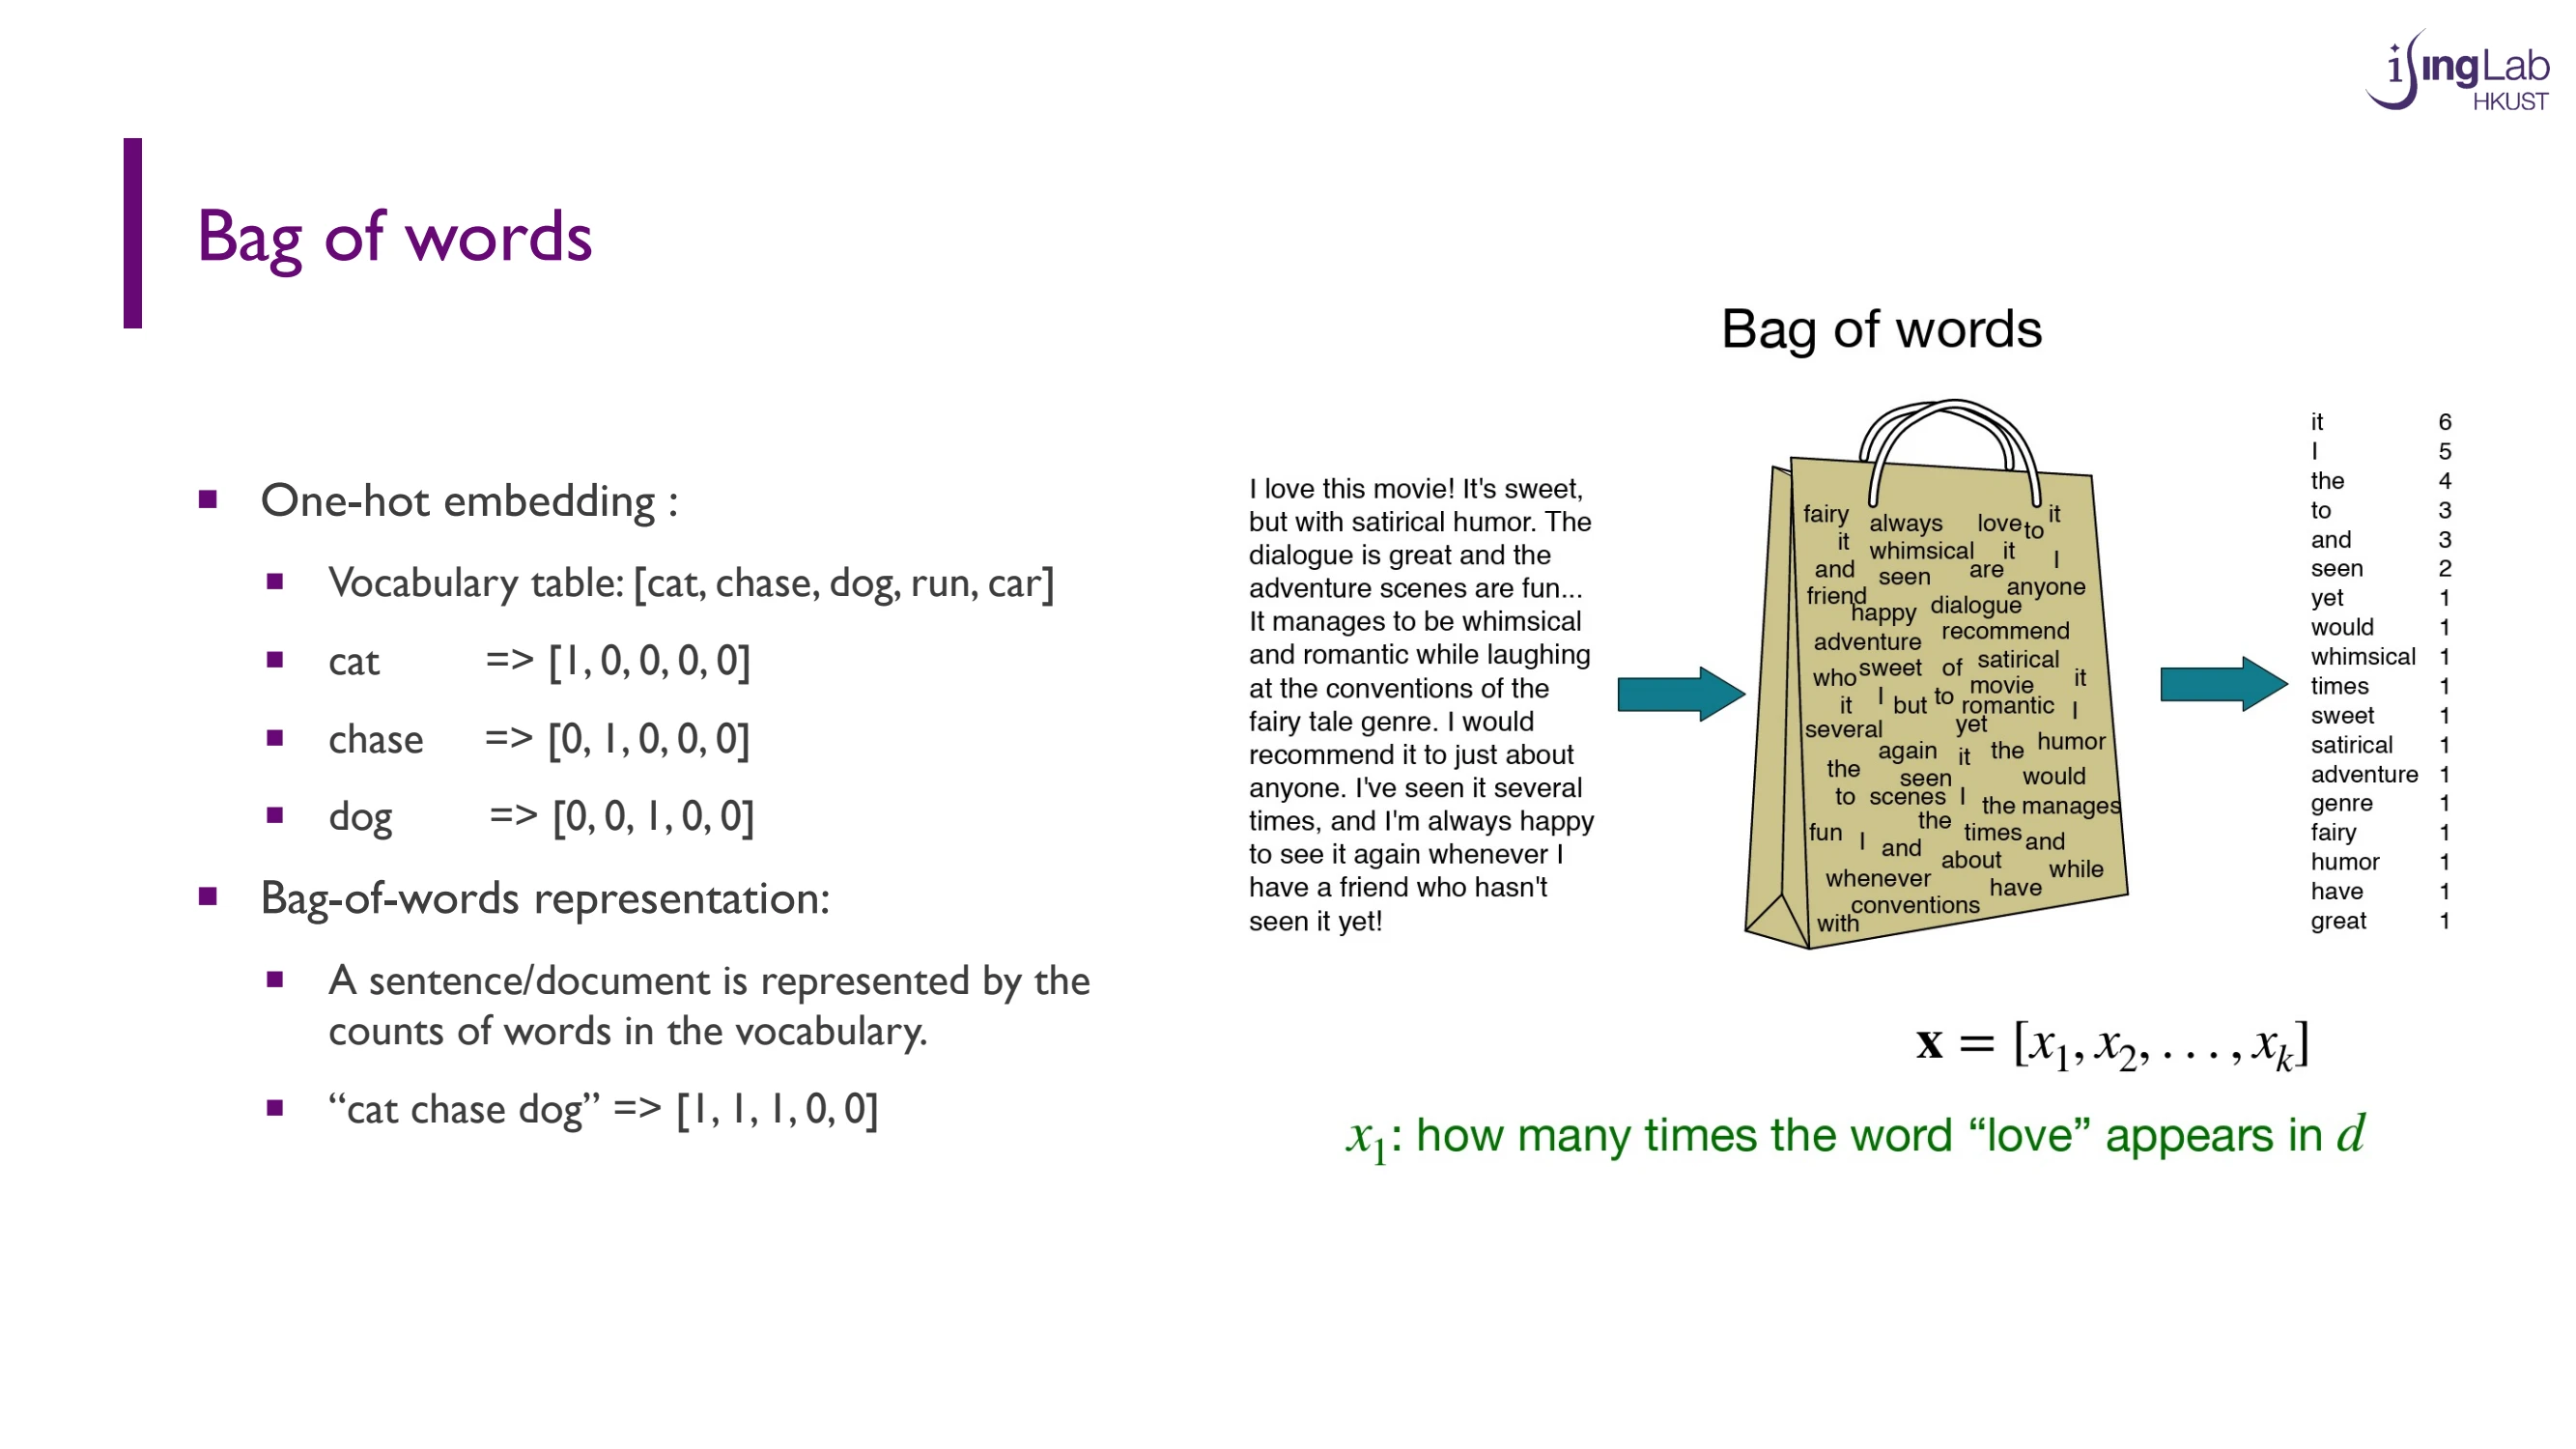 iSingLab
HKUST
Bag of words
One-hot embedding :
Vocabulary table: [cat, chase, dog, run, car]
cat => [1, 0, 0, 0, 0]
chase => [0, 1, 0, 0, 0]
dog => [0, 0, 1, 0, 0]
Bag-of-words representation:
A sentence/document is represented by the
counts of words in the vocabulary.
“cat chase dog” => [1, 1, 1, 0, 0]
Bag of words
I love this movie! It's sweet,
but with satirical humor. The
dialogue is great and the
adventure scenes are fun...
It manages to be whimsical
and romantic while laughing
at the conventions of the
fairy tale genre. I would
recommend it to just about
anyone. I've seen it several
times, and I'm always happy
to see it again whenever I
have a friend who hasn't
seen it yet!
fairy always love to it
it whimsical it I
and seen are anyone
friend happy dialogue
adventure recommend
who sweet of satirical it
it I but to movie romantic I
several yet
again it the humor
the seen would
to scenes I the manages
fun I and the times and
about while
whenever have
conventions
with
it 6
I 5
the 4
to 3
and 3
seen 2
yet 1
would 1
whimsical 1
times 1
sweet 1
satirical 1
adventure 1
genre 1
fairy 1
humor 1
have 1
great 1
x = [x₁, x₂, . . . , xₖ]
x₁: how many times the word “love” appears in d